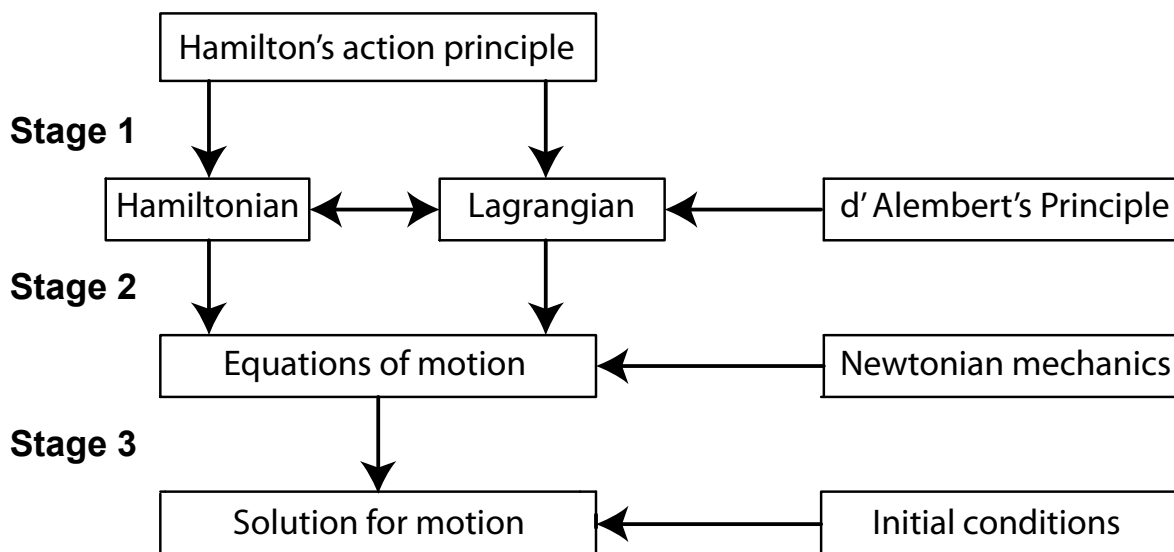 Hamilton's action principle
Stage 1
Hamiltonian
Lagrangian
d' Alembert's Principle
Stage 2
Equations of motion
Newtonian mechanics
Stage 3
Solution for motion
Initial conditions